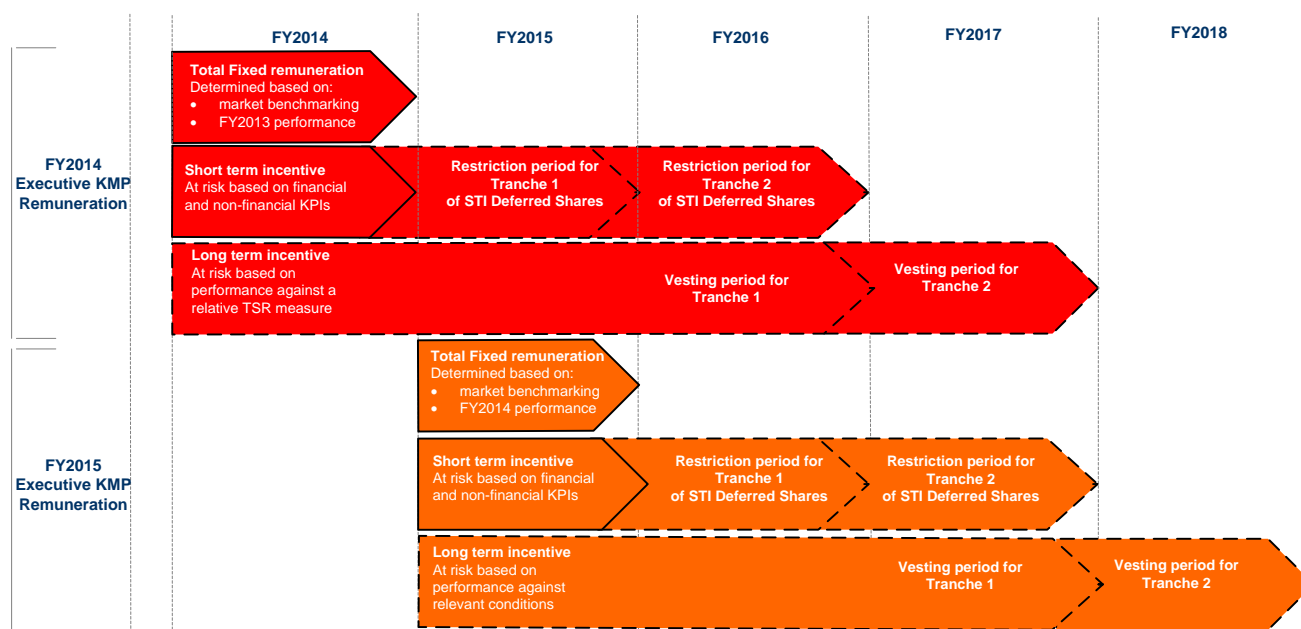 FY2014
FY2015
FY2016
FY2017
FY2018
FY2014
Executive KMP
Remuneration
Total Fixed remuneration
Determined based on:
• market benchmarking
• FY2013 performance
Short term incentive
At risk based on financial
and non-financial KPIs
Restriction period for
Tranche 1
of STI Deferred Shares
Restriction period for
Tranche 2
of STI Deferred Shares
Long term incentive
At risk based on
performance against a
relative TSR measure
Vesting period for
Tranche 1
Vesting period for
Tranche 2
FY2015
Executive KMP
Remuneration
Total Fixed remuneration
Determined based on:
• market benchmarking
• FY2014 performance
Short term incentive
At risk based on financial
and non-financial KPIs
Restriction period for
Tranche 1
of STI Deferred Shares
Restriction period for
Tranche 2
of STI Deferred Shares
Long term incentive
At risk based on
performance against
relevant conditions
Vesting period for
Tranche 1
Vesting period for
Tranche 2